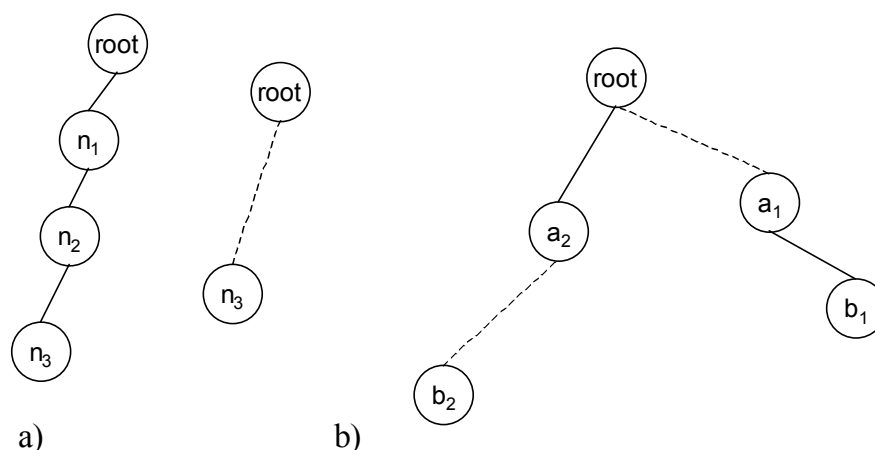 root
root
root
n₁
a₁
n₂
a₂
n₃
b₁
n₃
b₂
a)
b)